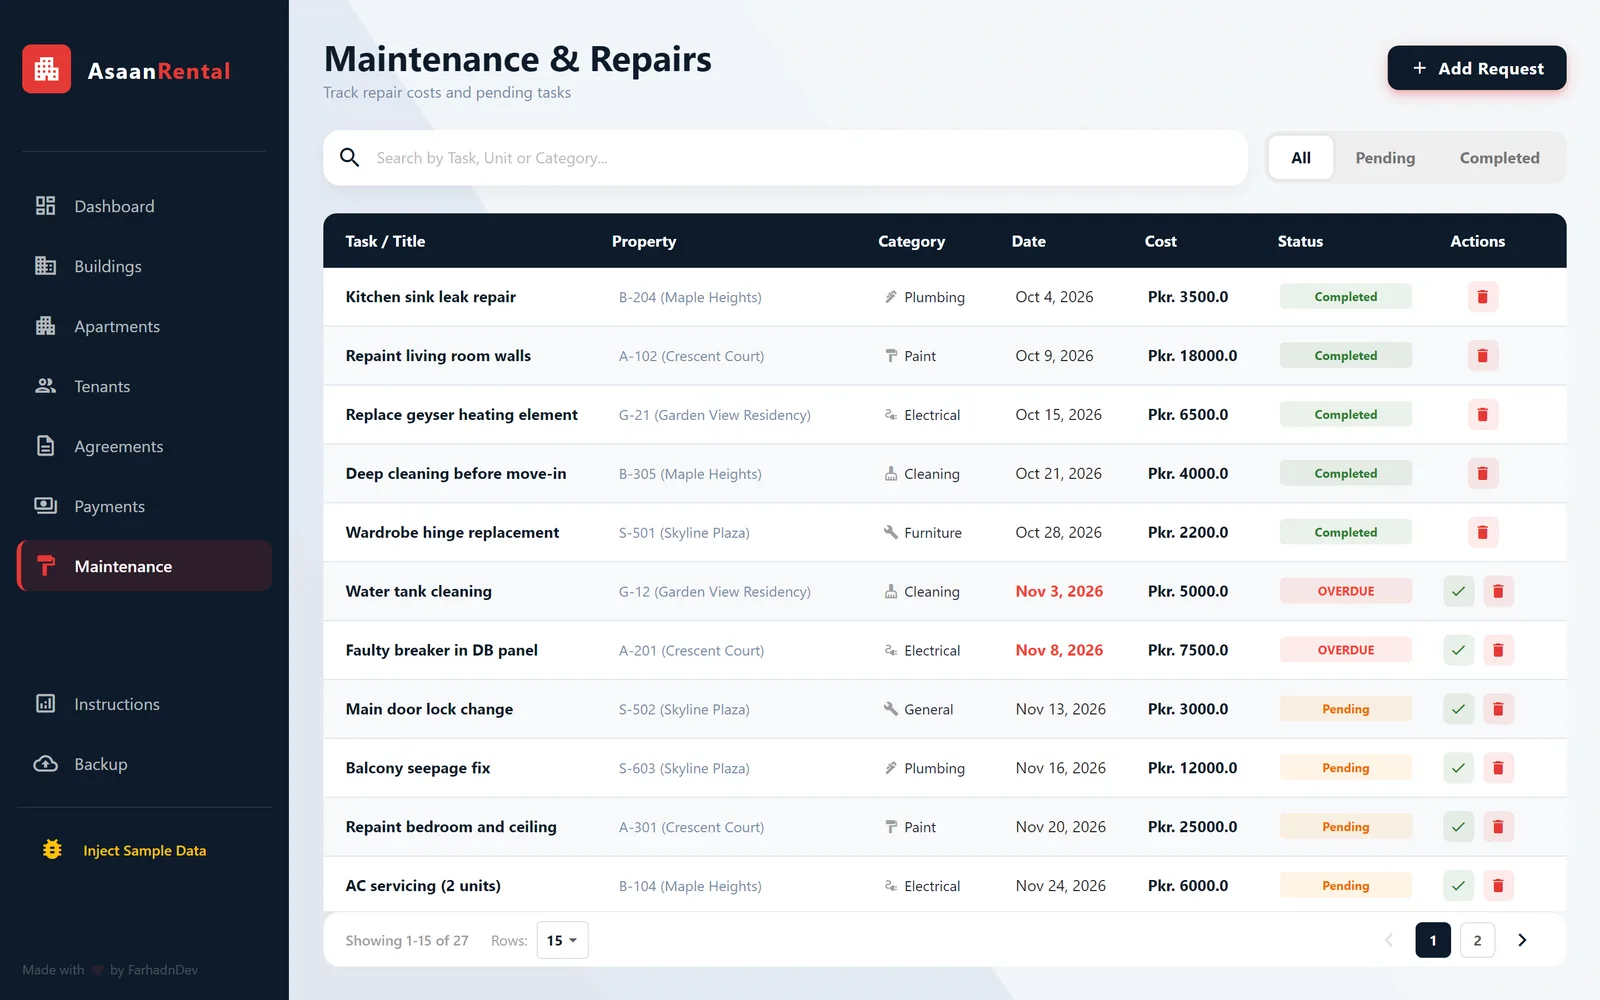 AsaanRental
Dashboard
Buildings
Apartments
Tenants
Agreements
Payments
Maintenance
Instructions
Backup
Inject Sample Data
Made with ❤ by FarhadnDev
Maintenance & Repairs
Track repair costs and pending tasks
+ Add Request
Search by Task, Unit or Category...
All Pending Completed
Task / Title Property Category Date Cost Status Actions
Kitchen sink leak repair B-204 (Maple Heights) Plumbing Oct 4, 2026 Pkr. 3500.0 Completed
Repaint living room walls A-102 (Crescent Court) Paint Oct 9, 2026 Pkr. 18000.0 Completed
Replace geyser heating element G-21 (Garden View Residency) Electrical Oct 15, 2026 Pkr. 6500.0 Completed
Deep cleaning before move-in B-305 (Maple Heights) Cleaning Oct 21, 2026 Pkr. 4000.0 Completed
Wardrobe hinge replacement S-501 (Skyline Plaza) Furniture Oct 28, 2026 Pkr. 2200.0 Completed
Water tank cleaning G-12 (Garden View Residency) Cleaning Nov 3, 2026 Pkr. 5000.0 OVERDUE
Faulty breaker in DB panel A-201 (Crescent Court) Electrical Nov 8, 2026 Pkr. 7500.0 OVERDUE
Main door lock change S-502 (Skyline Plaza) General Nov 13, 2026 Pkr. 3000.0 Pending
Balcony seepage fix S-603 (Skyline Plaza) Plumbing Nov 16, 2026 Pkr. 12000.0 Pending
Repaint bedroom and ceiling A-301 (Crescent Court) Paint Nov 20, 2026 Pkr. 25000.0 Pending
AC servicing (2 units) B-104 (Maple Heights) Electrical Nov 24, 2026 Pkr. 6000.0 Pending
Showing 1-15 of 27 Rows: 15 1 2